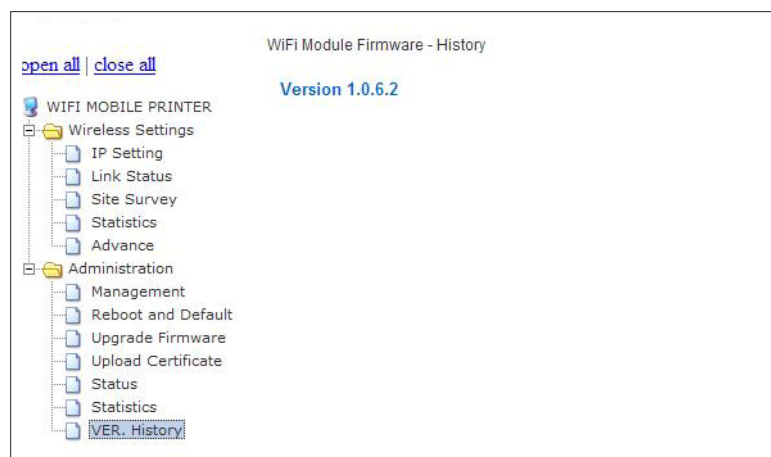 WiFi Module Firmware - History
open all | close all
Version 1.0.6.2
WIFI MOBILE PRINTER
Wireless Settings
IP Setting
Link Status
Site Survey
Statistics
Advance
Administration
Management
Reboot and Default
Upgrade Firmware
Upload Certificate
Status
Statistics
VER. History